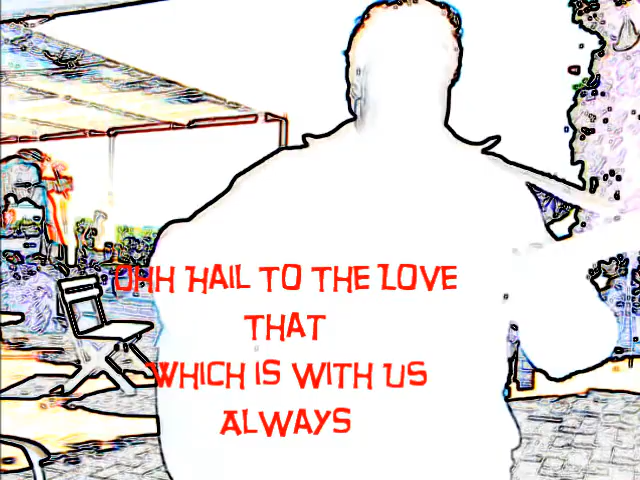 OHH HAIL TO THE LOVE
THAT
WHICH IS WITH US
ALWAYS